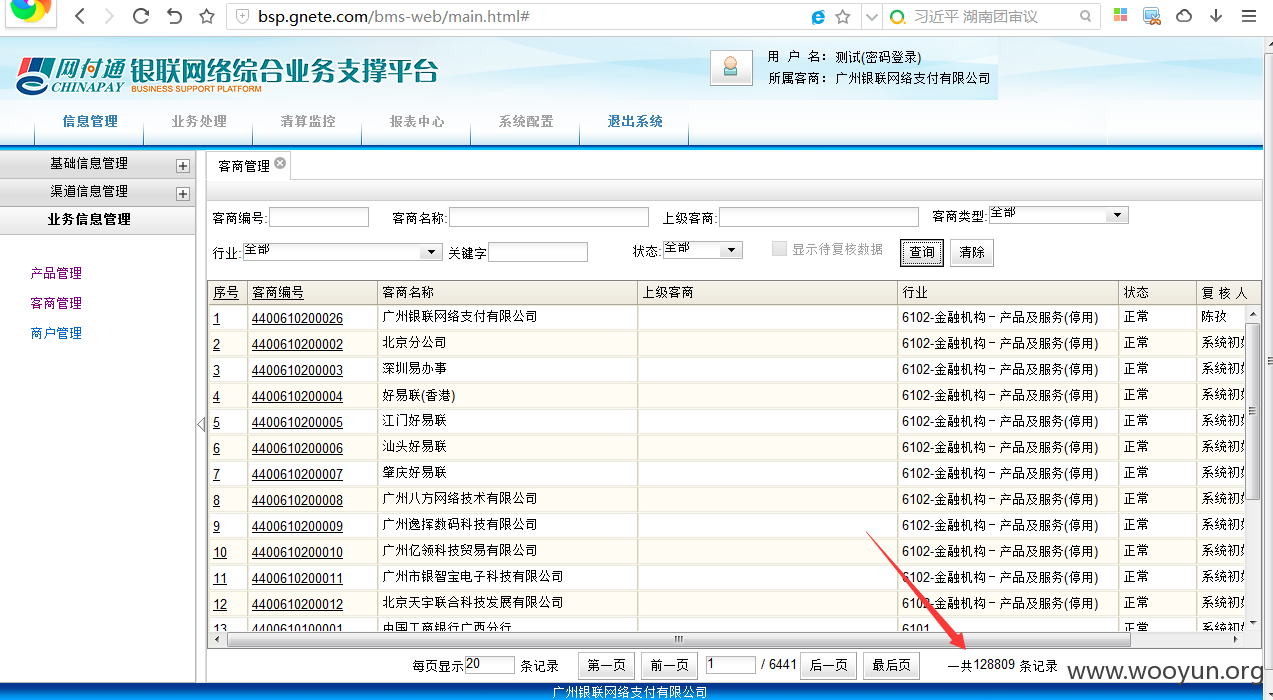 bsp.gnete.com/bms-web/main.html#
习近平 湖南团审议
网付通 银联网络综合业务支撑平台
CHINAPAY BUSINESS SUPPORT PLATFORM
用 户 名: 测试(密码登录)
所属客商: 广州银联网络支付有限公司
信息管理 业务处理 清算监控 报表中心 系统配置 退出系统
基础信息管理
渠道信息管理
业务信息管理
产品管理
客商管理
商户管理
客商管理
客商编号: 客商名称: 上级客商: 客商类型: 全部
行业: 全部 关键字 状态: 全部 显示待复核数据 查询 清除
序号 客商编号 客商名称 上级客商 行业 状态 复 核 人
1 4400610200026 广州银联网络支付有限公司 6102-金融机构-产品及服务(停用) 正常 陈孜
2 4400610200002 北京分公司 6102-金融机构-产品及服务(停用) 正常 系统初
3 4400610200003 深圳易办事 6102-金融机构-产品及服务(停用) 正常 系统初
4 4400610200004 好易联(香港) 6102-金融机构-产品及服务(停用) 正常 系统初
5 4400610200005 江门好易联 6102-金融机构-产品及服务(停用) 正常 系统初
6 4400610200006 汕头好易联 6102-金融机构-产品及服务(停用) 正常 系统初
7 4400610200007 肇庆好易联 6102-金融机构-产品及服务(停用) 正常 系统初
8 4400610200008 广州八方网络技术有限公司 6102-金融机构-产品及服务(停用) 正常 系统初
9 4400610200009 广州逸挥数码科技有限公司 6102-金融机构-产品及服务(停用) 正常 系统初
10 4400610200010 广州亿领科技贸易有限公司 6102-金融机构-产品及服务(停用) 正常 系统初
11 4400610200011 广州市银智宝电子科技有限公司 6102-金融机构-产品及服务(停用) 正常 系统初
12 4400610200012 北京天宇联合科技发展有限公司 6102-金融机构-产品及服务(停用) 正常 系统初
13 4400610100001 中国工商银行广西分行 6101 正常 系统初
每页显示 20 条记录 第一页 前一页 1 / 6441 后一页 最后页 一共128809 条记录
www.wooyun.org
广州银联网络支付有限公司